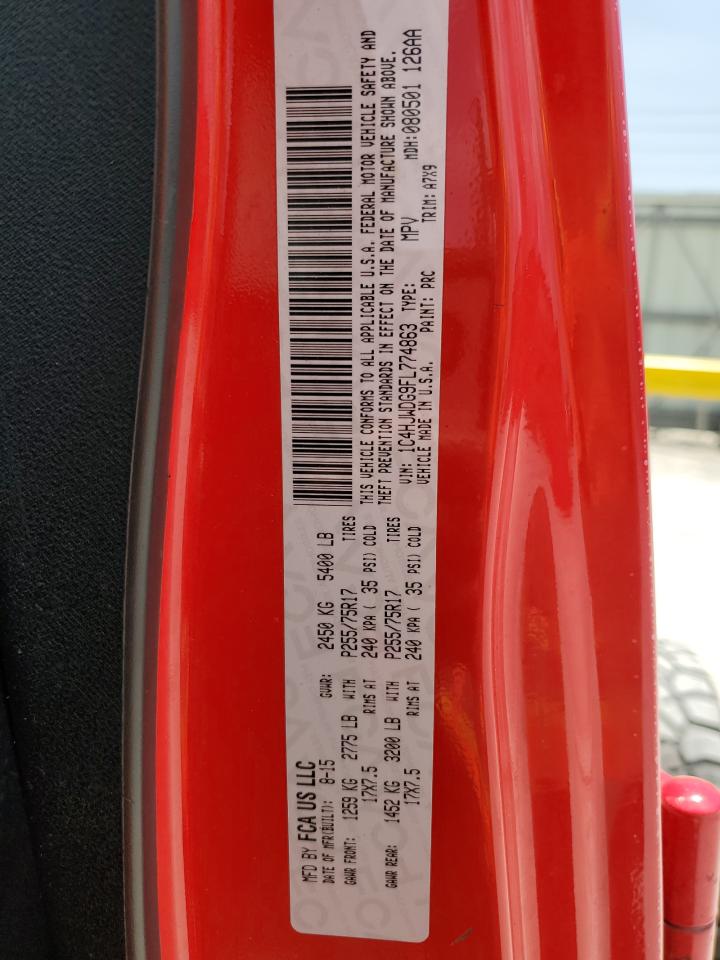 MFD BY FCA US LLC
DATE OF MFR(BUILT): 8-15 GVWR: 2450 KG 5400 LB
GAWR FRONT: 1259 KG 2775 LB WITH P255/75R17 TIRES
17X7.5 RIMS AT 240 KPA ( 35 PSI) COLD
GAWR REAR: 1452 KG 3200 LB WITH P255/75R17 TIRES
17X7.5 RIMS AT 240 KPA ( 35 PSI) COLD
THIS VEHICLE CONFORMS TO ALL APPLICABLE U.S.A. FEDERAL MOTOR VEHICLE SAFETY AND
THEFT PREVENTION STANDARDS IN EFFECT ON THE DATE OF MANUFACTURE SHOWN ABOVE.
VIN: 1C4HJWDG9FL774863 TYPE: MPV MDH:080501 126AA
VEHICLE MADE IN U.S.A. PAINT: PRC TRIM: A7X9